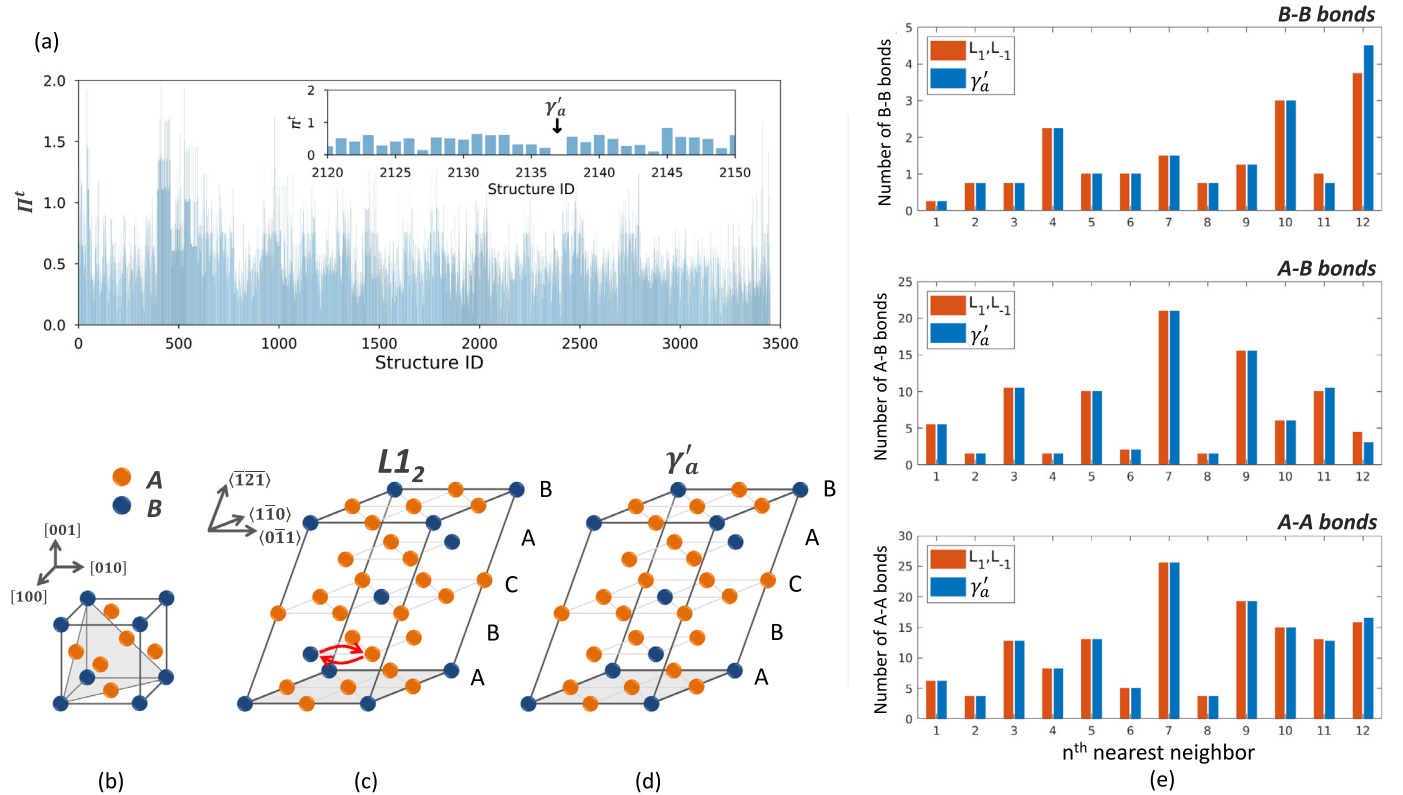 (a)
2.0
1.5
1.0
0.5
0.0
Πᵗ
0
500
1000
1500
2000
2500
3000
3500
Structure ID
2
1
0
πᵗ
γ′ₐ
2120
2125
2130
2135
2140
2145
2150
Structure ID
A
B
[001]
[010]
[100]
(b)
⟨1̅2̅1̅⟩
⟨11̅0⟩
⟨01̅1⟩
L1₂
B
A
C
B
A
(c)
γ′ₐ
B
A
C
B
A
(d)
B-B bonds
L₁,L₋₁
γ′ₐ
Number of B-B bonds
5
4
3
2
1
0
1 2 3 4 5 6 7 8 9 10 11 12
A-B bonds
L₁,L₋₁
γ′ₐ
Number of A-B bonds
25
20
15
10
5
0
1 2 3 4 5 6 7 8 9 10 11 12
A-A bonds
L₁,L₋₁
γ′ₐ
Number of A-A bonds
30
25
20
15
10
5
0
1 2 3 4 5 6 7 8 9 10 11 12
nᵗʰ nearest neighbor
(e)